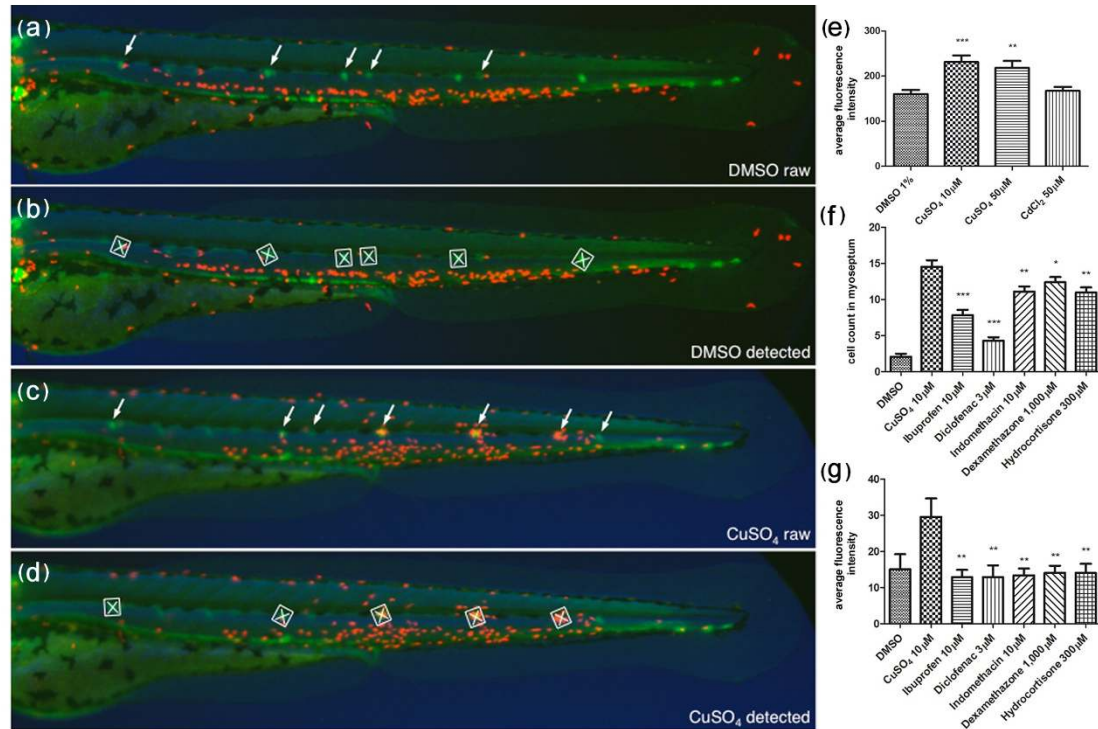 (a)
DMSO raw
(b)
DMSO detected
(c)
CuSO₄ raw
(d)
CuSO₄ detected
(e)
average fluorescence
intensity
300
200
100
0
***
**
DMSO 1%
CuSO₄ 10μM
CuSO₄ 50μM
CdCl₂ 50μM
(f)
cell count in myoseptum
20
15
10
5
0
***
***
**
*
**
DMSO
CuSO₄ 10μM
Ibuprofen 10μM
Diclofenac 3μM
Indomethacin 10μM
Dexamethazone 1,000μM
Hydrocortisone 300μM
(g)
average fluorescence
intensity
40
30
20
10
0
**
**
**
**
**
DMSO
CuSO₄ 10μM
Ibuprofen 10μM
Diclofenac 3μM
Indomethacin 10μM
Dexamethazone 1,000μM
Hydrocortisone 300μM